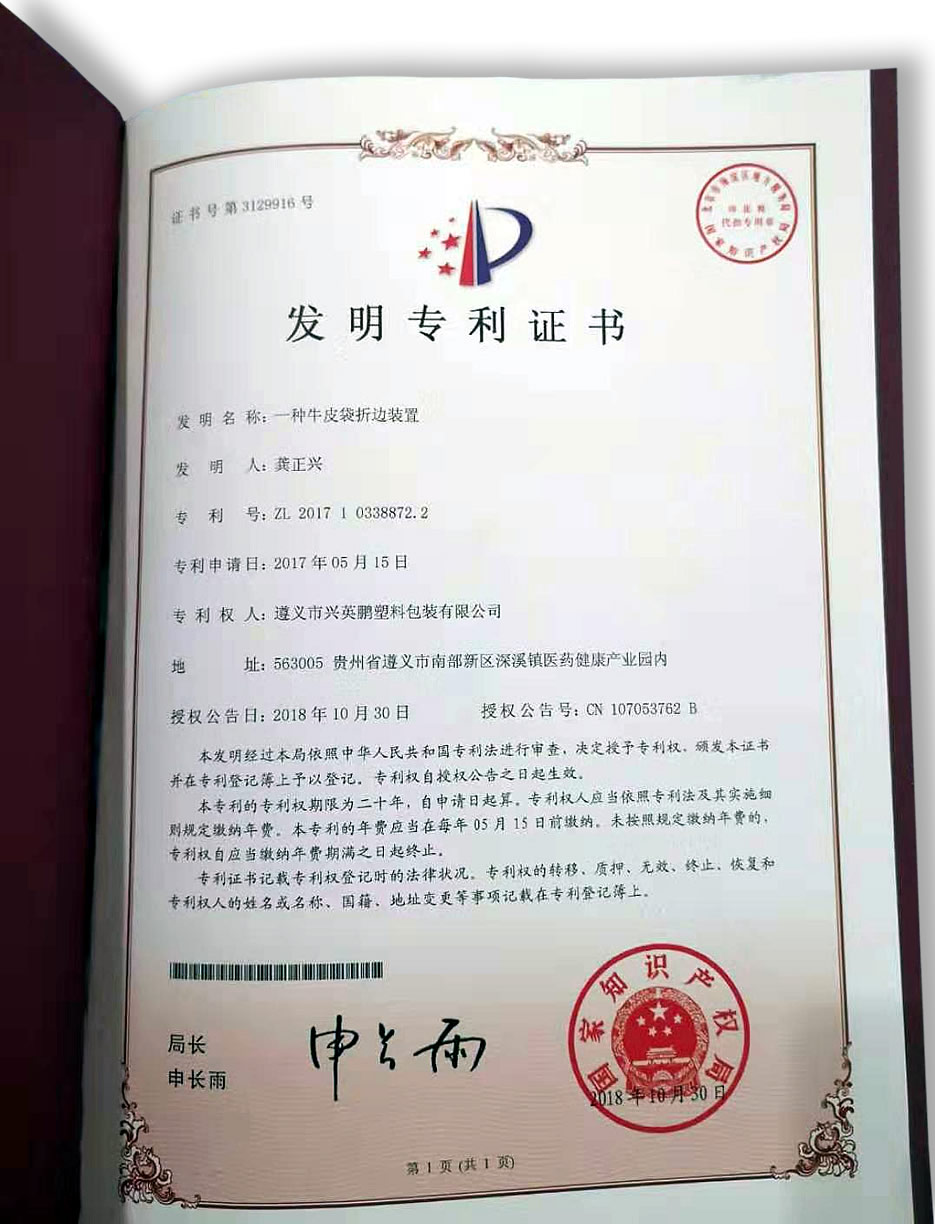 证书号第3129916号
国家知识产权局
代扣专用章
发明专利证书
发明名称：一种牛皮袋折边装置
发明人：龚正兴
专利号：ZL 2017 1 0338872.2
专利申请日：2017年05月15日
专利权人：遵义市兴英鹏塑料包装有限公司
地址：563005 贵州省遵义市南部新区深溪镇医药健康产业园内
授权公告日：2018年10月30日 授权公告号：CN 107053762 B
本发明经过本局依照中华人民共和国专利法进行审查，决定授予专利权，颁发本证书
并在专利登记簿上予以登记。专利权自授权公告之日起生效。
本专利的专利权期限为二十年，自申请日起算。专利权人应当依照专利法及其实施细
则规定缴纳年费。本专利的年费应当在每年05月15日前缴纳。未按照规定缴纳年费的，
专利权自应当缴纳年费期满之日起终止。
专利证书记载专利权登记时的法律状况。专利权的转移、质押、无效、终止、恢复和
专利权人的姓名或名称、国籍、地址变更等事项记载在专利登记簿上。
局长
申长雨
申长雨
国家知识产权局
2018年10月30日
第1页(共1页)